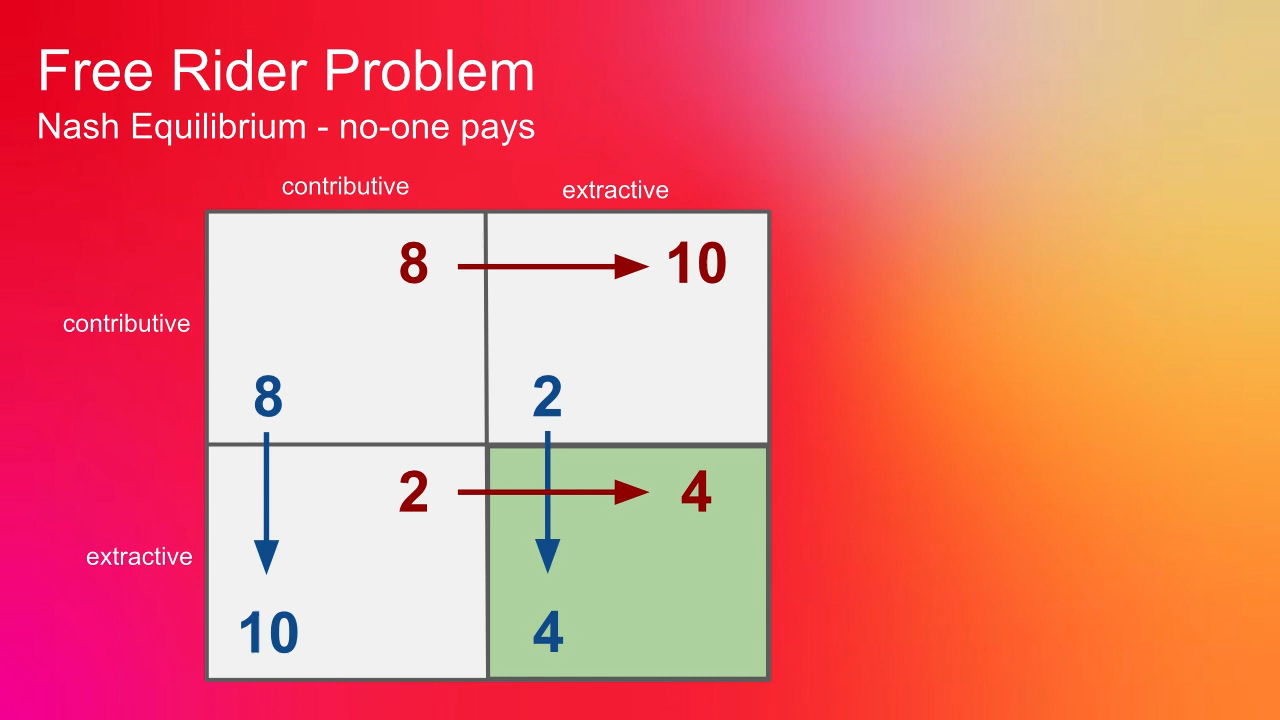 Free Rider Problem
Nash Equilibrium - no-one pays
contributive extractive
8 10
contributive
8 2
2 4
extractive
10 4